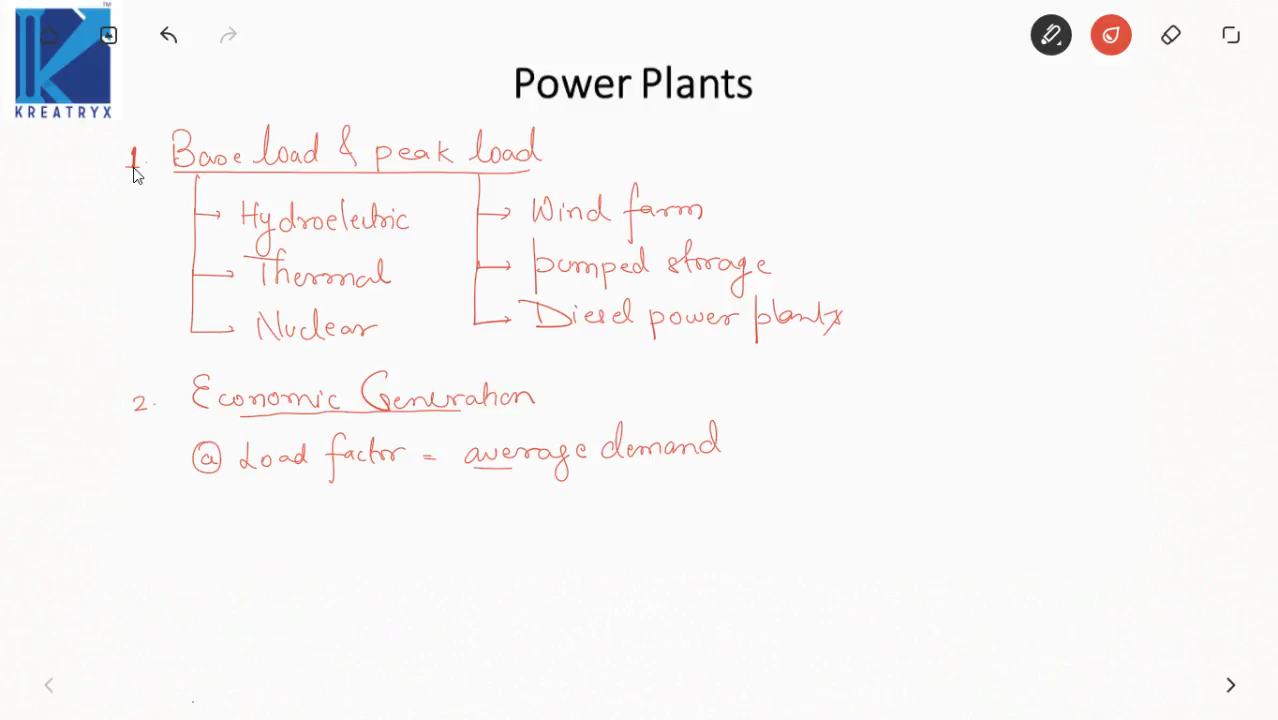 TM
KREATRYX
Power Plants
1. Base load & peak load
Hydroelectric
Thermal
Nuclear
Wind farm
pumped storage
Diesel power plants
2. Economic Generation
a Load factor = average demand